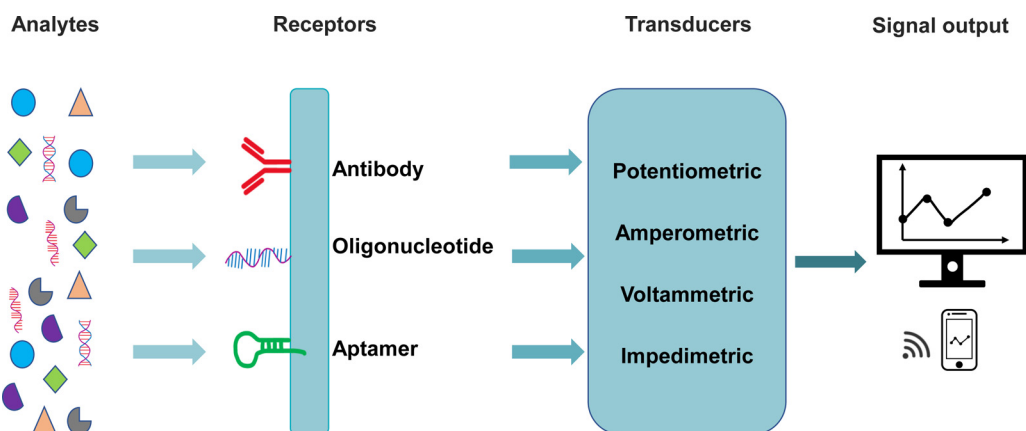 Analytes
Receptors
Transducers
Signal output
Antibody
Oligonucleotide
Aptamer
Potentiometric
Amperometric
Voltammetric
Impedimetric